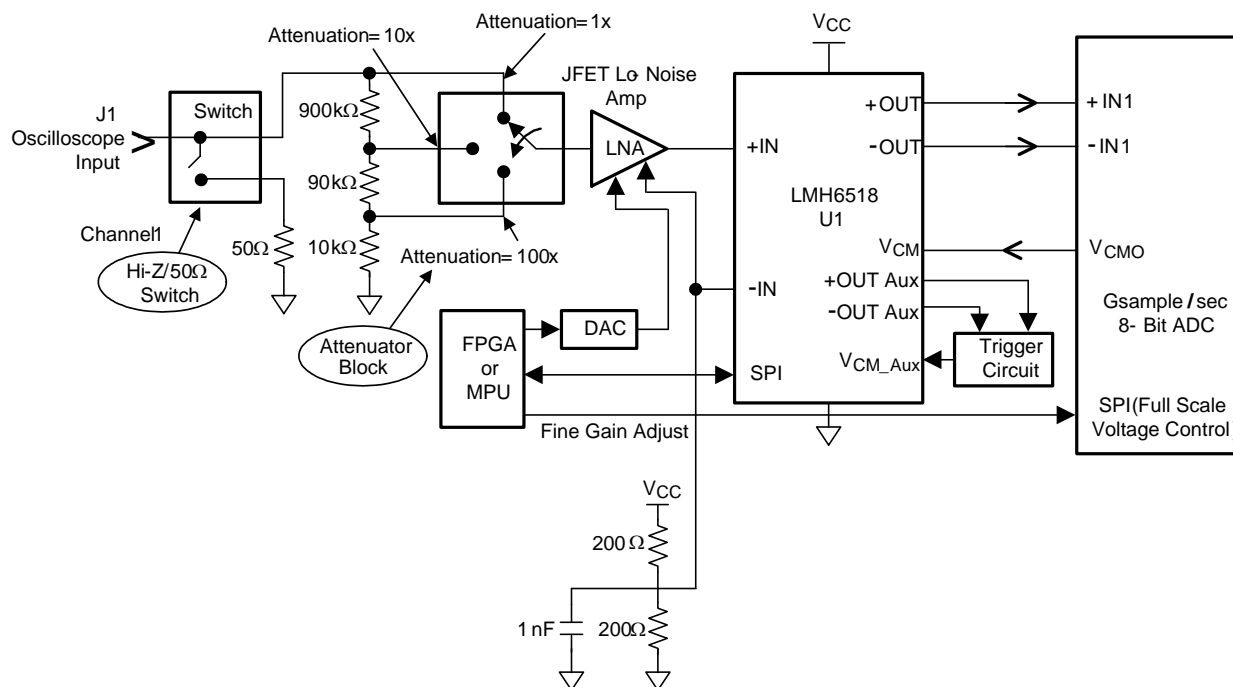 Attenuation=10x
Attenuation=1x
J1
Oscilloscope
Input
Switch
Channel1
Hi-Z/50Ω
Switch
50Ω
900kΩ
90kΩ
10kΩ
Attenuation=100x
Attenuator
Block
JFET Lo- Noise
Amp
LNA
FPGA
or
MPU
DAC
Fine Gain Adjust
VCC
+IN
-IN
SPI
LMH6518
U1
+OUT
-OUT
VCM
+OUT Aux
-OUT Aux
VCM_Aux
Trigger
Circuit
+IN1
-IN1
VCMO
Gsample/sec
8- Bit ADC
SPI(Full Scale
Voltage Control)
VCC
200Ω
1nF
200Ω